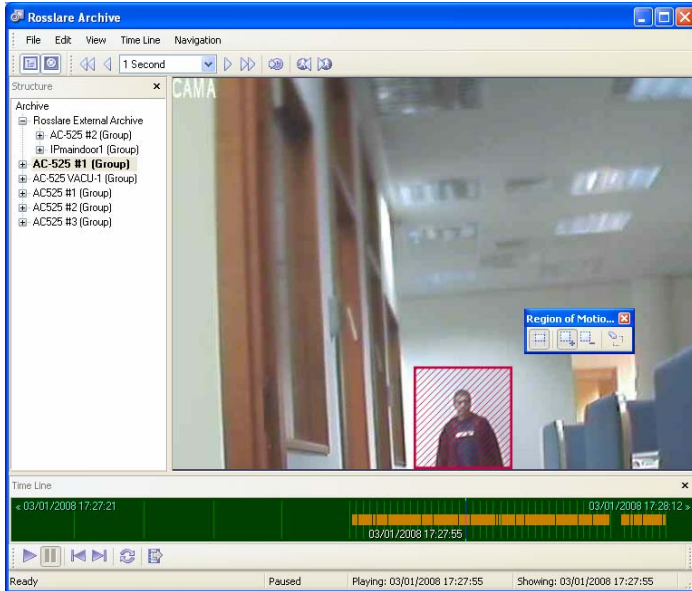 Rosslare Archive
File Edit View Time Line Navigation
1 Second
Structure
Archive
Rosslare External Archive
AC-525 #2 (Group)
IPmaindoor1 (Group)
AC-525 #1 (Group)
AC-525 VACU-1 (Group)
AC525 #1 (Group)
AC525 #2 (Group)
AC525 #3 (Group)
CAMA
Region of Motio...
Time Line
« 03/01/2008 17:27:21 03/01/2008 17:28:12 »
03/01/2008 17:27:55
Ready Paused Playing: 03/01/2008 17:27:55 Showing: 03/01/2008 17:27:55